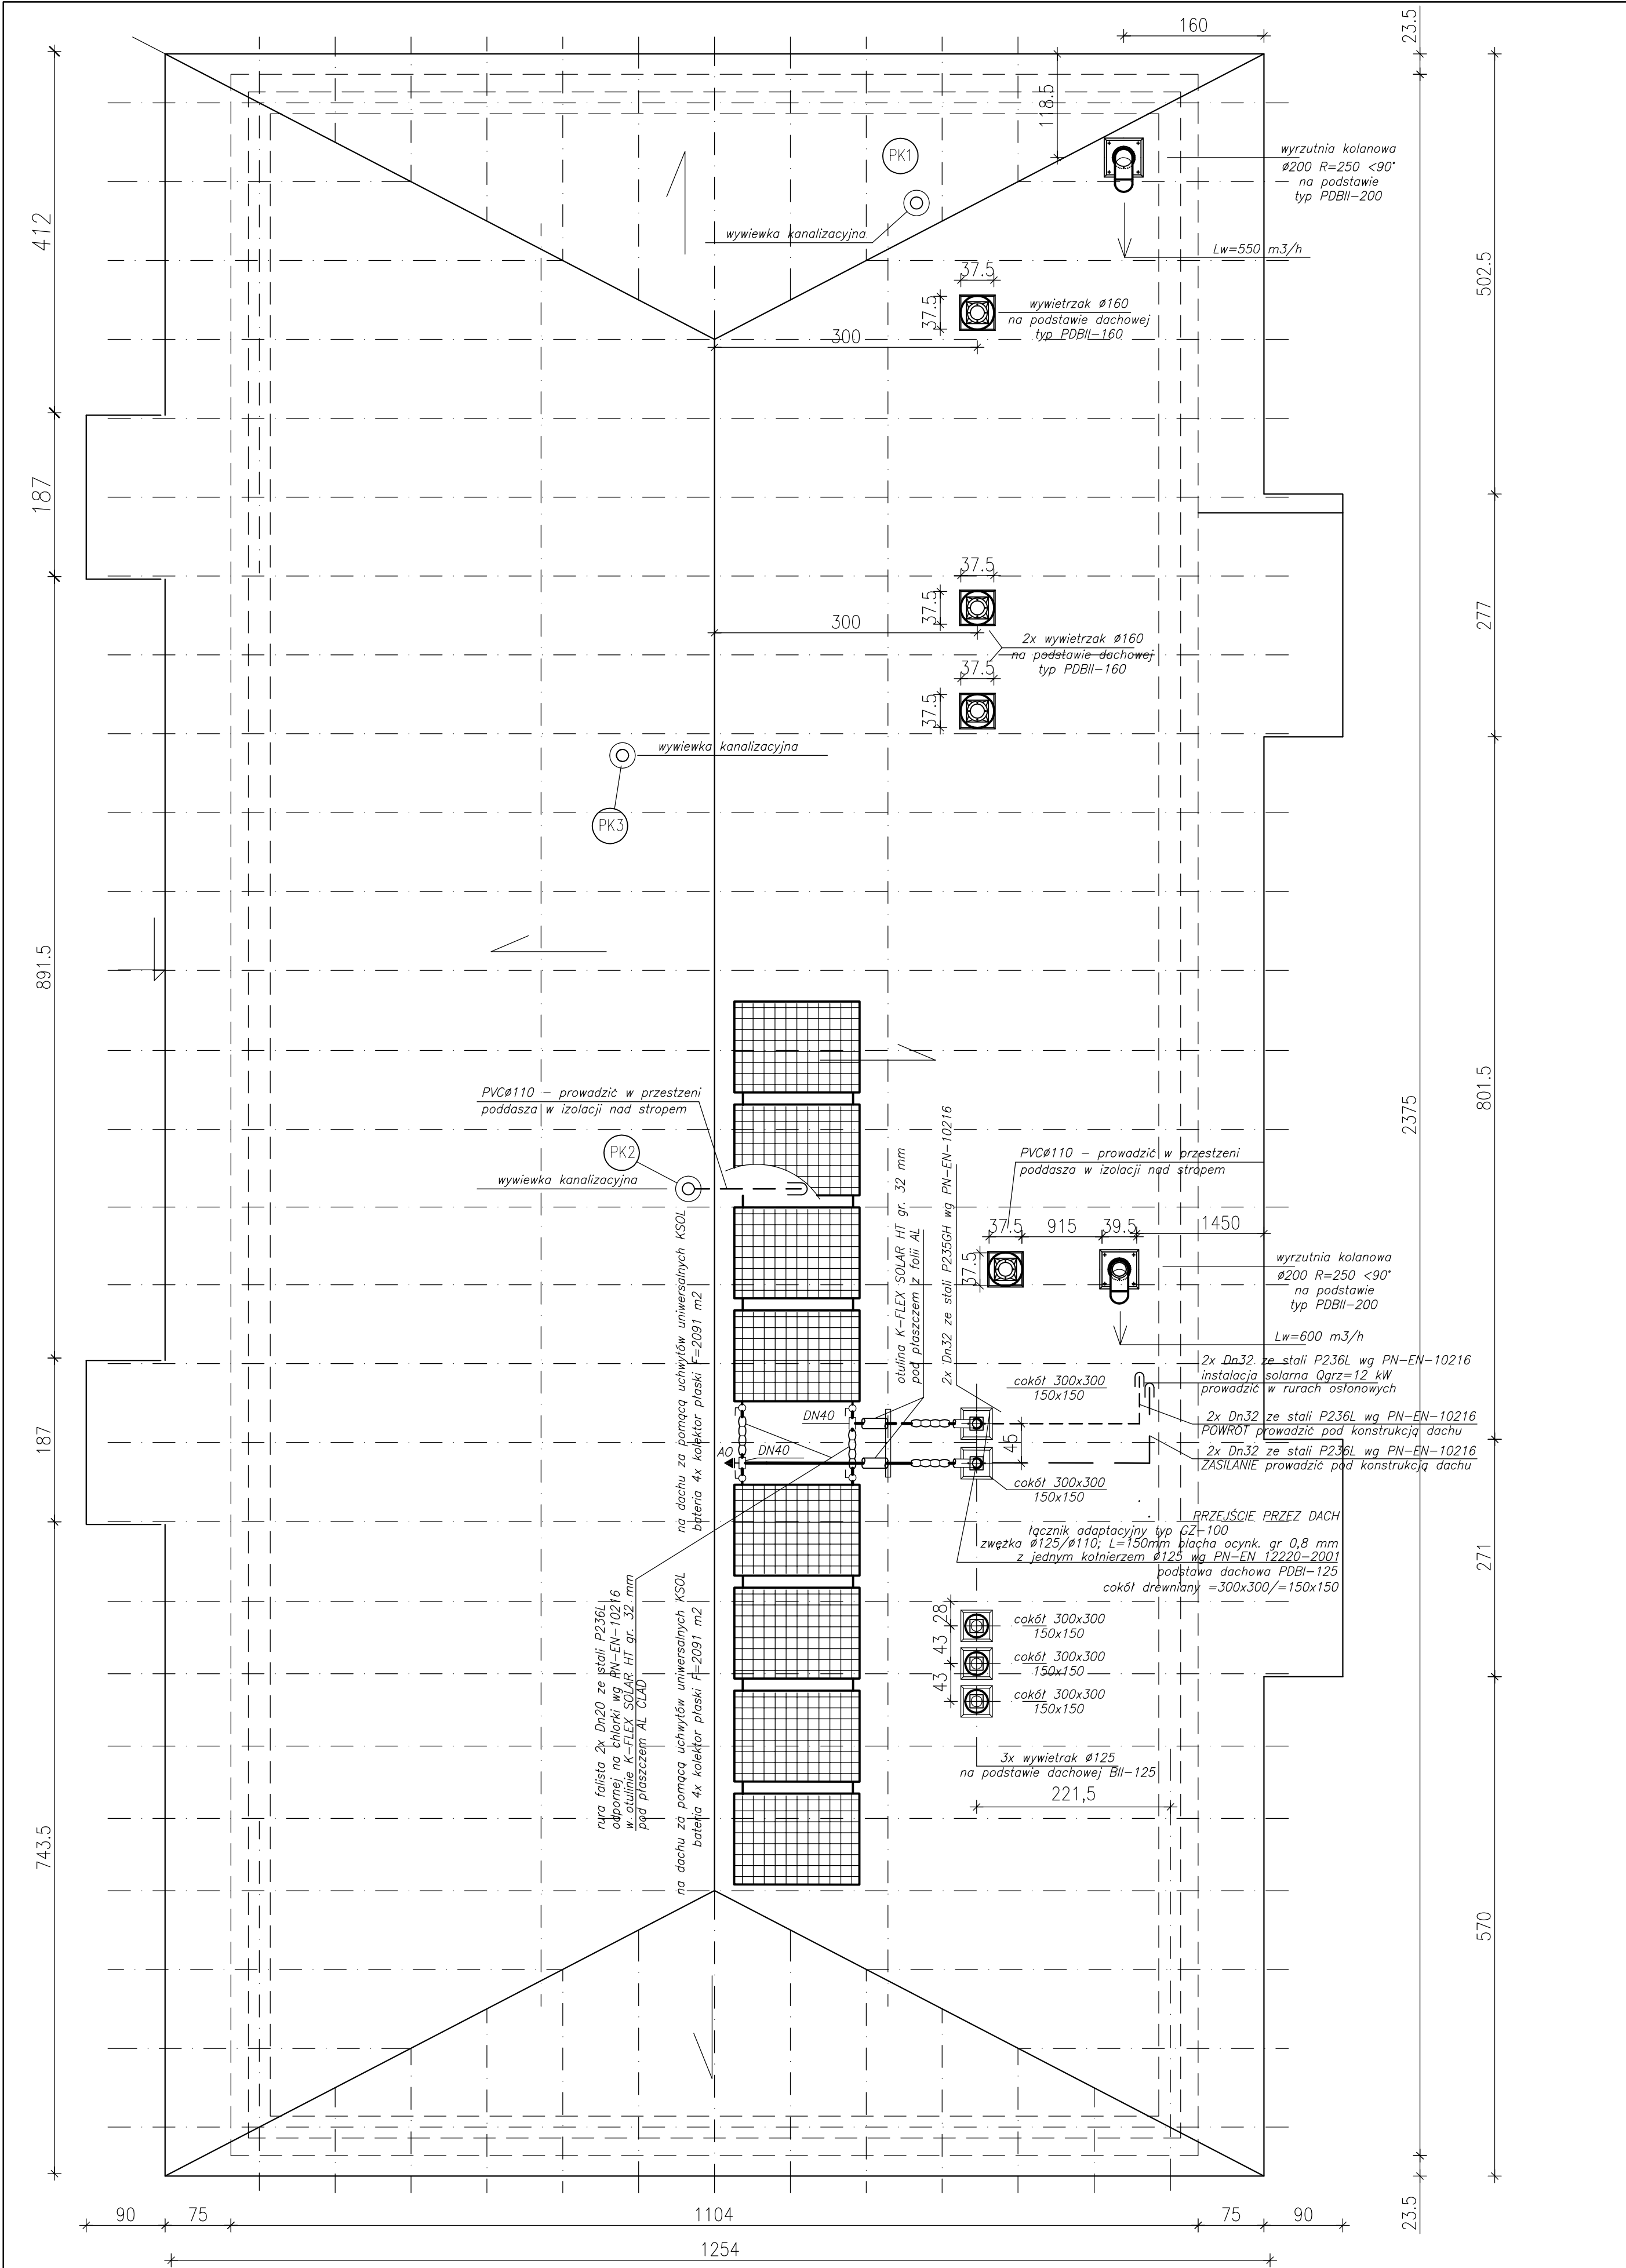 160
23.5
118.5
PK1
wyrzutnia kolanowa
ø200 R=250 <90°
na podstawie
typ PDBII-200
412
wywiewka kanalizacyjna
Lw=550 m3/h
502.5
37.5
37.5
wywietrzak ø160
na podstawie dachowej
typ PDBII-160
300
187
37.5
37.5
300
277
2x wywietrzak ø160
na podstawie dachowej
typ PDBII-160
37.5
37.5
wywiewka kanalizacyjna
PK3
891.5
2375
801.5
PVCø110 - prowadzić w przestzeni
poddasza w izolacji nad stropem
PK2
wywiewka kanalizacyjna
otulina K-FLEX SOLAR HT gr. 32 mm
pod płaszczem z folii AL
2x Dn32 ze stali P235GH wg PN-EN-10216
PVCø110 - prowadzić w przestzeni
poddasza w izolacji nad stropem
37.5
915
39.5
1450
37.5
wyrzutnia kolanowa
ø200 R=250 <90°
na podstawie
typ PDBII-200
Lw=600 m3/h
na dachu za pomącą uchwytów uniwersalnych KSOL
bateria 4x kolektor płaski F=2091 m2
2x Dn32 ze stali P236L wg PN-EN-10216
instalacja solarna Qgrz=12 kW
prowadzić w rurach osłonowych
cokół 300x300
150x150
2x Dn32 ze stali P236L wg PN-EN-10216
POWRÓT prowadzić pod konstrukcją dachu
DN40
45
187
AO
DN40
2x Dn32 ze stali P236L wg PN-EN-10216
ZASILANIE prowadzić pod konstrukcją dachu
cokół 300x300
150x150
PRZEJŚCIE PRZEZ DACH
łącznik adaptacyjny typ GZ-100
zwężka ø125/ø110; L=150mm blacha ocynk. gr 0,8 mm
z jednym kołnierzem ø125 wg PN-EN 12220-2001
podstawa dachowa PDBI-125
cokół drewniany =300x300/=150x150
271
rura falista 2x Dn20 ze stali P236L
odpornej na chlorki wg PN-EN-10216
w otulinie K-FLEX SOLAR HT gr. 32 mm
pod płaszczem AL CLAD
na dachu za pomącą uchwytów uniwersalnych KSOL
bateria 4x kolektor płaski F=2091 m2
28
43
43
cokół 300x300
150x150
cokół 300x300
150x150
cokół 300x300
150x150
3x wywietrak ø125
na podstawie dachowej BII-125
221,5
743.5
570
90
75
1104
75
90
23.5
1254